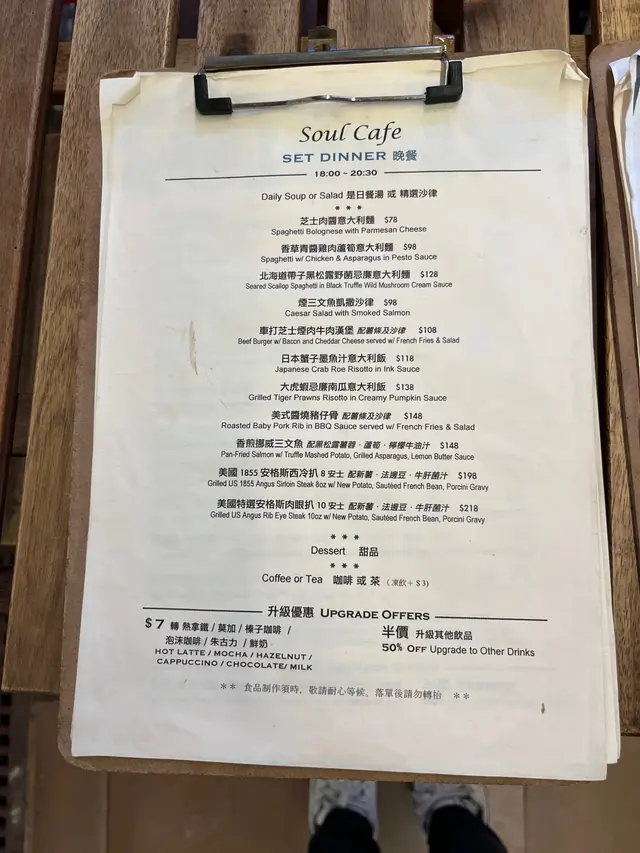 Soul Cafe
SET DINNER 晚餐
18:00 ~ 20:30
Daily Soup or Salad 是日餐湯 或 精選沙律
* * *
芝士肉醬意大利麵 $78
Spaghetti Bolognese with Parmesan Cheese
香草青醬雞肉蘆筍意大利麵 $98
Spaghetti w/ Chicken & Asparagus in Pesto Sauce
北海道帶子黑松露野菌忌廉意大利麵 $128
Seared Scallop Spaghetti in Black Truffle Wild Mushroom Cream Sauce
煙三文魚凱撒沙律 $98
Caesar Salad with Smoked Salmon
車打芝士煙肉牛肉漢堡 配薯條及沙律 $108
Beef Burger w/ Bacon and Cheddar Cheese served w/ French Fries & Salad
日本蟹子墨魚汁意大利飯 $118
Japanese Crab Roe Risotto in Ink Sauce
大虎蝦忌廉南瓜意大利飯 $138
Grilled Tiger Prawns Risotto in Creamy Pumpkin Sauce
美式醬燒豬仔骨 配薯條及沙律 $148
Roasted Baby Pork Rib in BBQ Sauce served w/ French Fries & Salad
香煎挪威三文魚 配黑松露薯蓉 · 蘆筍 · 檸檬牛油汁 $148
Pan-Fried Salmon w/ Truffle Mashed Potato, Grilled Asparagus, Lemon Butter Sauce
美國 1855 安格斯西冷扒 8 安士 配新薯 · 法邊豆 · 牛肝菌汁 $198
Grilled US 1855 Angus Sirloin Steak 8oz w/ New Potato, Sautéed French Bean, Porcini Gravy
美國特選安格斯肉眼扒 10 安士 配新薯 · 法邊豆 · 牛肝菌汁 $218
Grilled US Angus Rib Eye Steak 10oz w/ New Potato, Sautéed French Bean, Porcini Gravy
* * *
Dessert 甜品
* * *
Coffee or Tea 咖啡 或 茶 (凍飲+$3)
升級優惠 UPGRADE OFFERS
$7 轉 熱拿鐵 / 莫加 / 榛子咖啡 /
泡沫咖啡 / 朱古力 / 鮮奶
HOT LATTE / MOCHA / HAZELNUT /
CAPPUCCINO / CHOCOLATE/ MILK
半價 升級其他飲品
50% OFF Upgrade to Other Drinks
** 食品制作須時，敬請耐心等候。落單後請勿轉枱 **